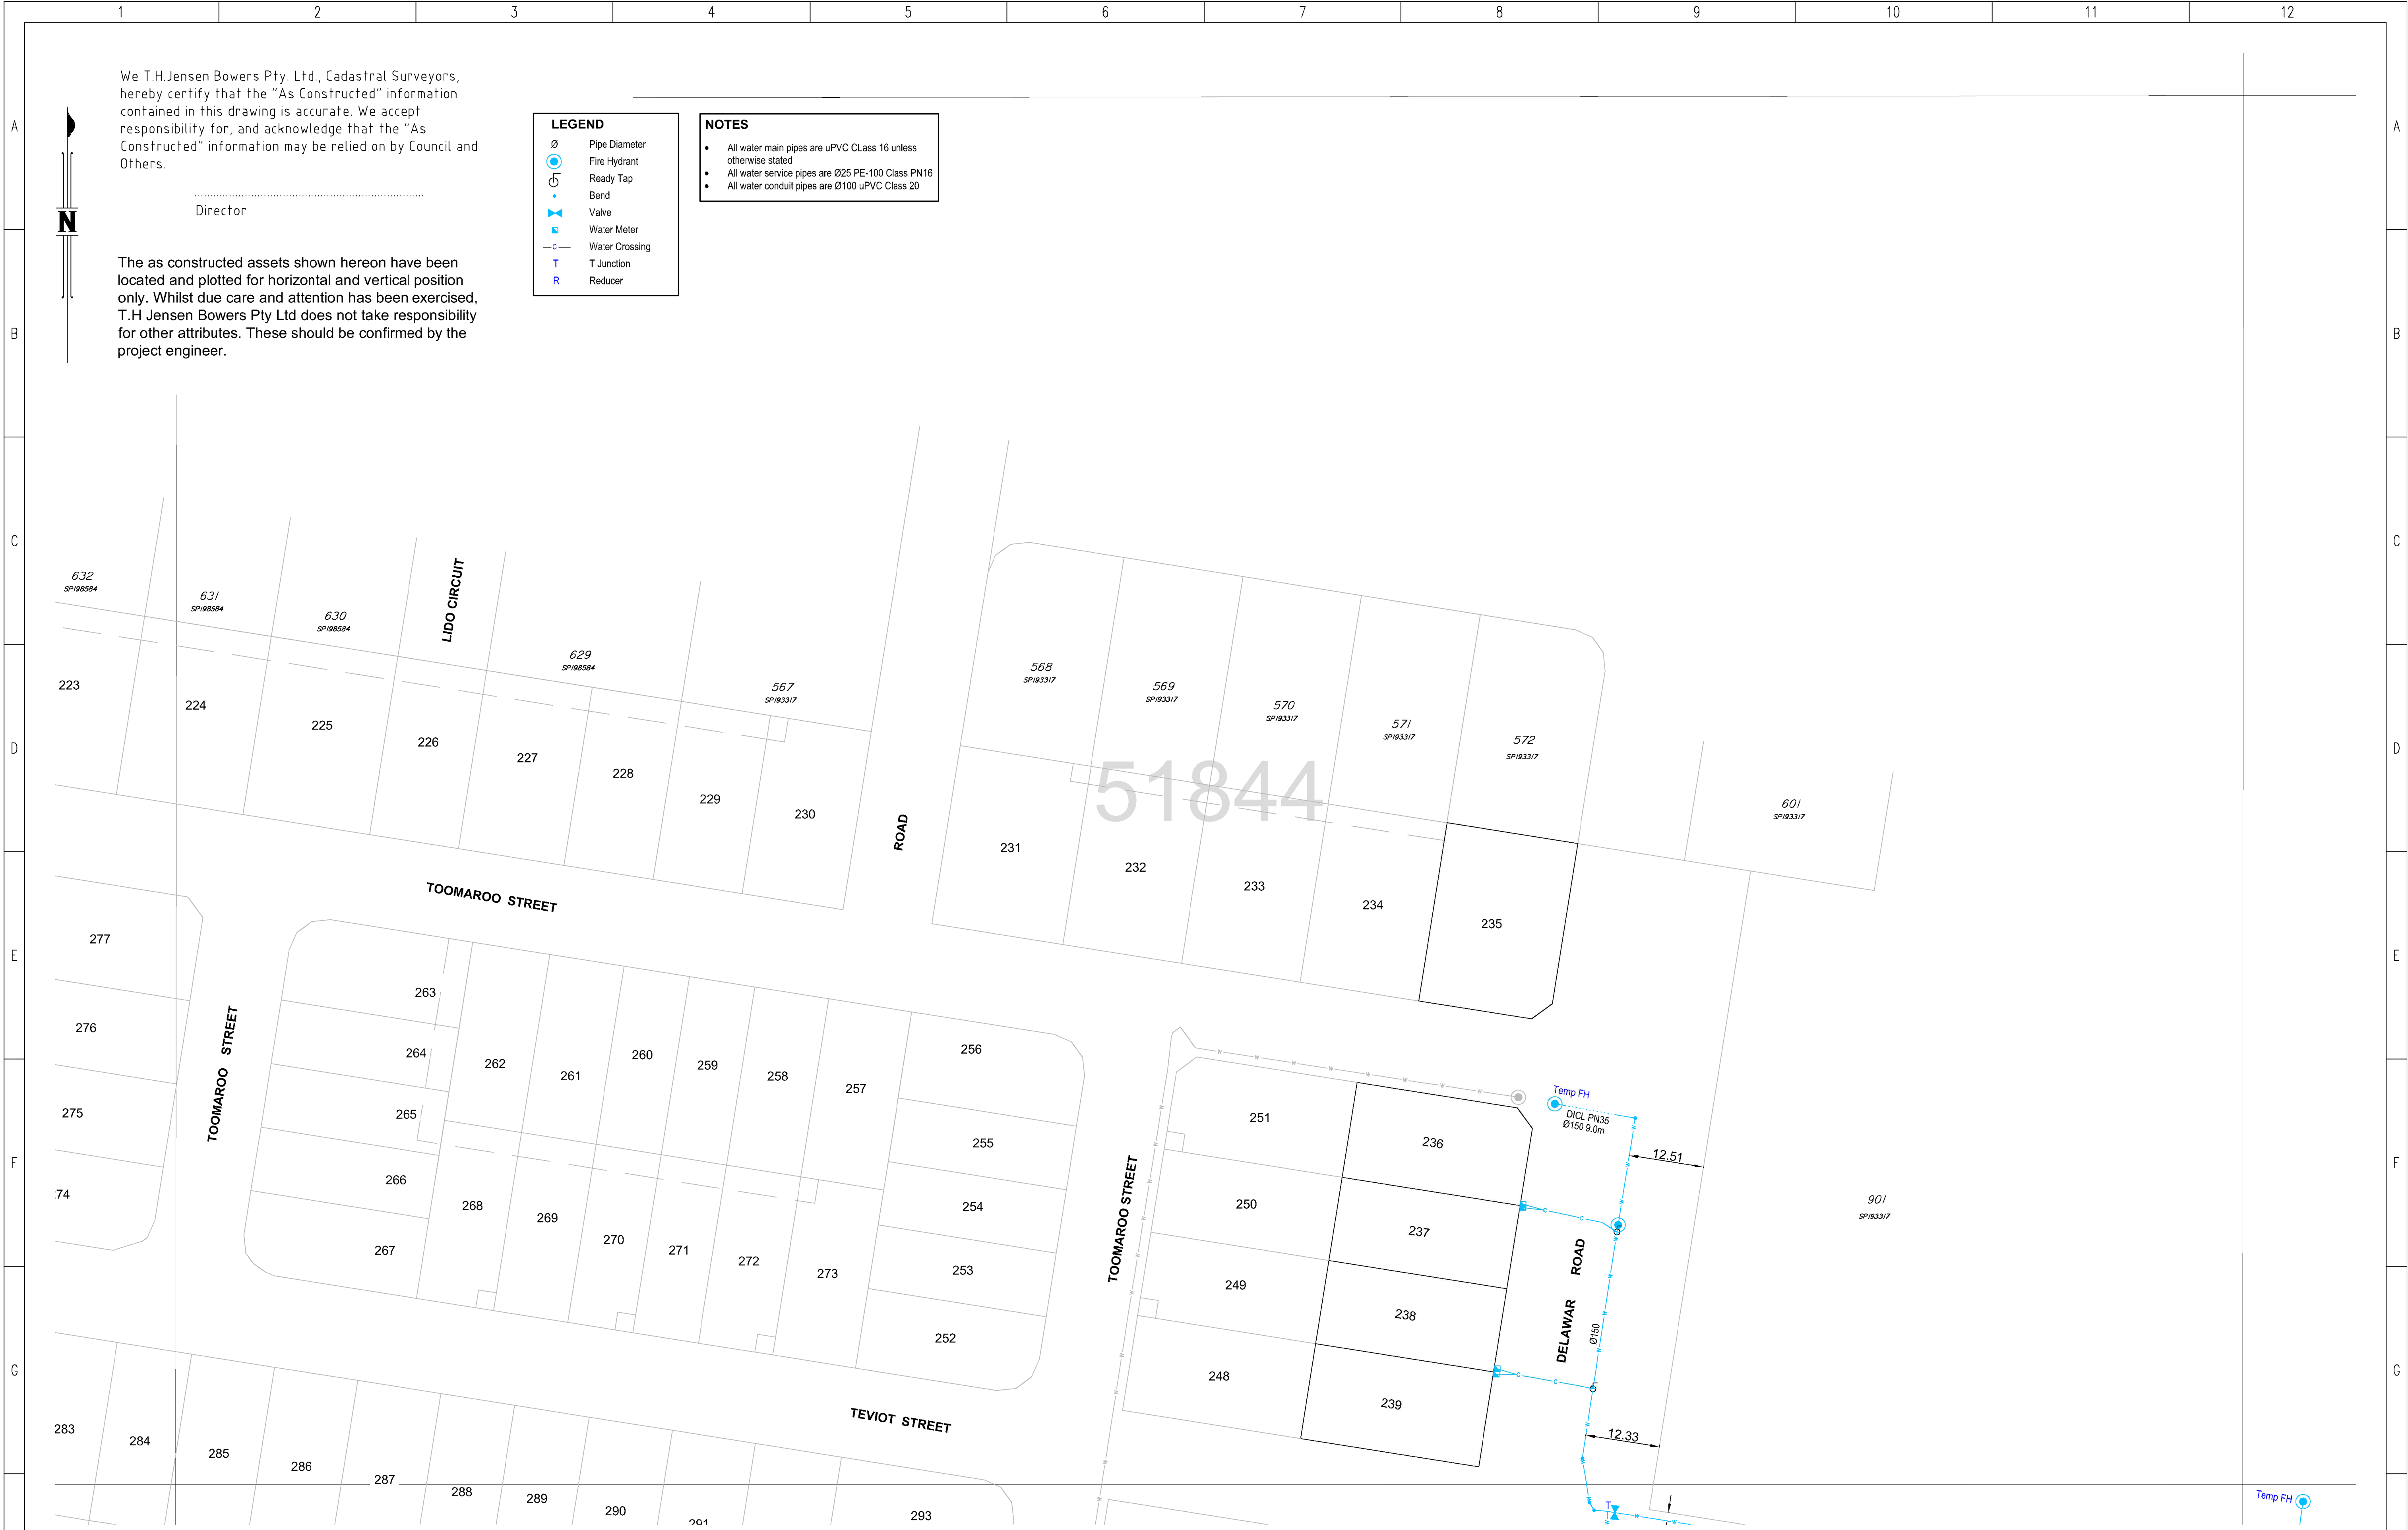 1 2 3 4 5 6 7 8 9 10 11 12
We T.H.Jensen Bowers Pty. Ltd., Cadastral Surveyors,
hereby certify that the "As Constructed" information
contained in this drawing is accurate. We accept
responsibility for, and acknowledge that the "As
Constructed" information may be relied on by Council and
Others.
Director
N
The as constructed assets shown hereon have been
located and plotted for horizontal and vertical position
only. Whilst due care and attention has been exercised,
T.H Jensen Bowers Pty Ltd does not take responsibility
for other attributes. These should be confirmed by the
project engineer.
LEGEND
Ø Pipe Diameter
Fire Hydrant
Ready Tap
Bend
Valve
Water Meter
C Water Crossing
T T Junction
R Reducer
NOTES
• All water main pipes are uPVC CLass 16 unless
otherwise stated
• All water service pipes are Ø25 PE-100 Class PN16
• All water conduit pipes are Ø100 uPVC Class 20
A A
B B
C C
D D
E E
F F
G G
632
SP198584
631
SP198584
630
SP198584
LIDO CIRCUIT
629
SP198584
567
SP193317
568
SP193317
569
SP193317
570
SP193317
571
SP193317
572
SP193317
601
SP193317
51844
223
224
225
226
227
228
229
230
ROAD
231
232
233
234
235
TOOMAROO STREET
277
276
275
74
TOOMAROO STREET
263
264
265
266
267
262
261
260
259
258
257
256
255
254
253
252
268
269
270
271
272
273
TOOMAROO STREET
251
250
249
248
236
237
238
239
Temp FH
DICL PN35
Ø150 9.0m
12.51
901
SP193317
DELAWAR ROAD
Ø150
12.33
TEVIOT STREET
283
284
285
286
287
288
289
290
291
293
T
Temp FH